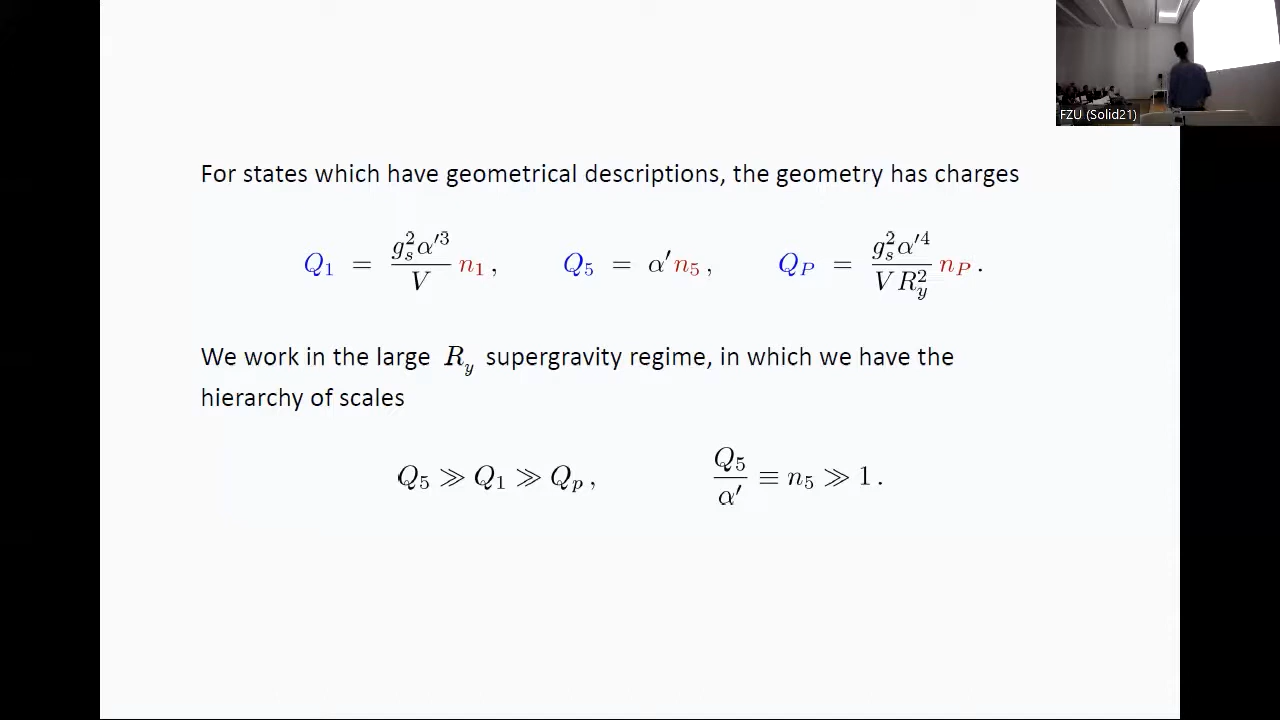 FZU (Solid21)
For states which have geometrical descriptions, the geometry has charges
$Q_1 = \frac{g_s^2 \alpha'^3}{V} n_1 ,\quad Q_5 = \alpha' n_5 ,\quad Q_P = \frac{g_s^2 \alpha'^4}{V R_y^2} n_P .$
We work in the large $R_y$ supergravity regime, in which we have the
hierarchy of scales
$Q_5 \gg Q_1 \gg Q_p ,\quad \frac{Q_5}{\alpha'} \equiv n_5 \gg 1 .$